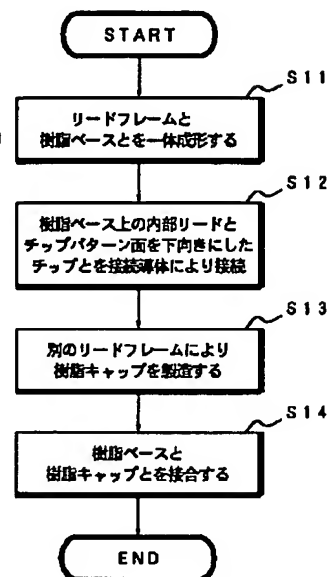 START
S11
リードフレームと
樹脂ベースとを一体成形する
S12
樹脂ベース上の内部リードと
チップパターン面を下向きにした
チップとを接続導体により接続
S13
別のリードフレームにより
樹脂キャップを製造する
S14
樹脂ベースと
樹脂キャップとを接合する
END